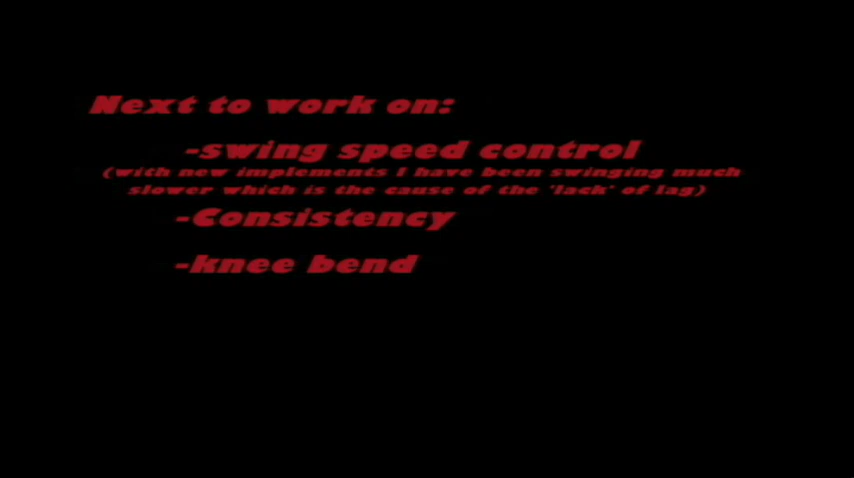 Next to work on:
-swing speed control
(with new implements I have been swinging much
slower which is the cause of the 'lack' of lag)
-Consistency
-knee bend